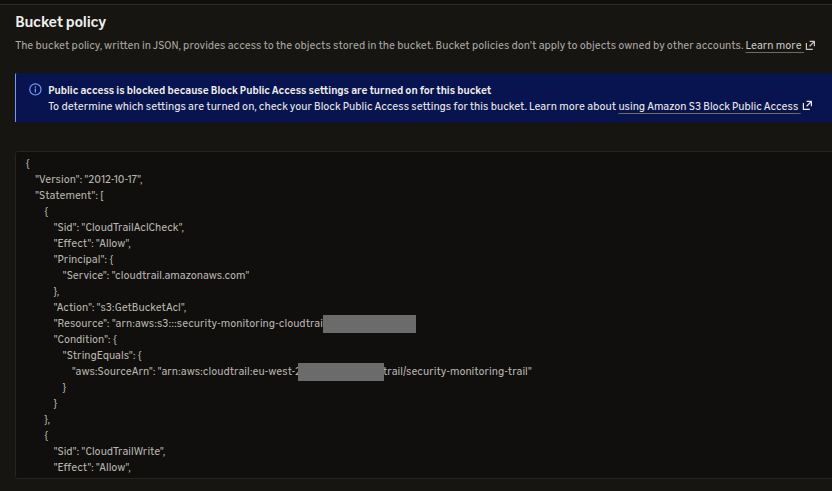 Bucket policy
The bucket policy, written in JSON, provides access to the objects stored in the bucket. Bucket policies don't apply to objects owned by other accounts. Learn more
Public access is blocked because Block Public Access settings are turned on for this bucket
To determine which settings are turned on, check your Block Public Access settings for this bucket. Learn more about using Amazon S3 Block Public Access
{
"Version": "2012-10-17",
"Statement": [
{
"Sid": "CloudTrailAclCheck",
"Effect": "Allow",
"Principal": {
"Service": "cloudtrail.amazonaws.com"
},
"Action": "s3:GetBucketAcl",
"Resource": "arn:aws:s3:::security-monitoring-cloudtrai
"Condition": {
"StringEquals": {
"aws:SourceArn": "arn:aws:cloudtrail:eu-west-2 trail/security-monitoring-trail"
}
}
},
{
"Sid": "CloudTrailWrite",
"Effect": "Allow",